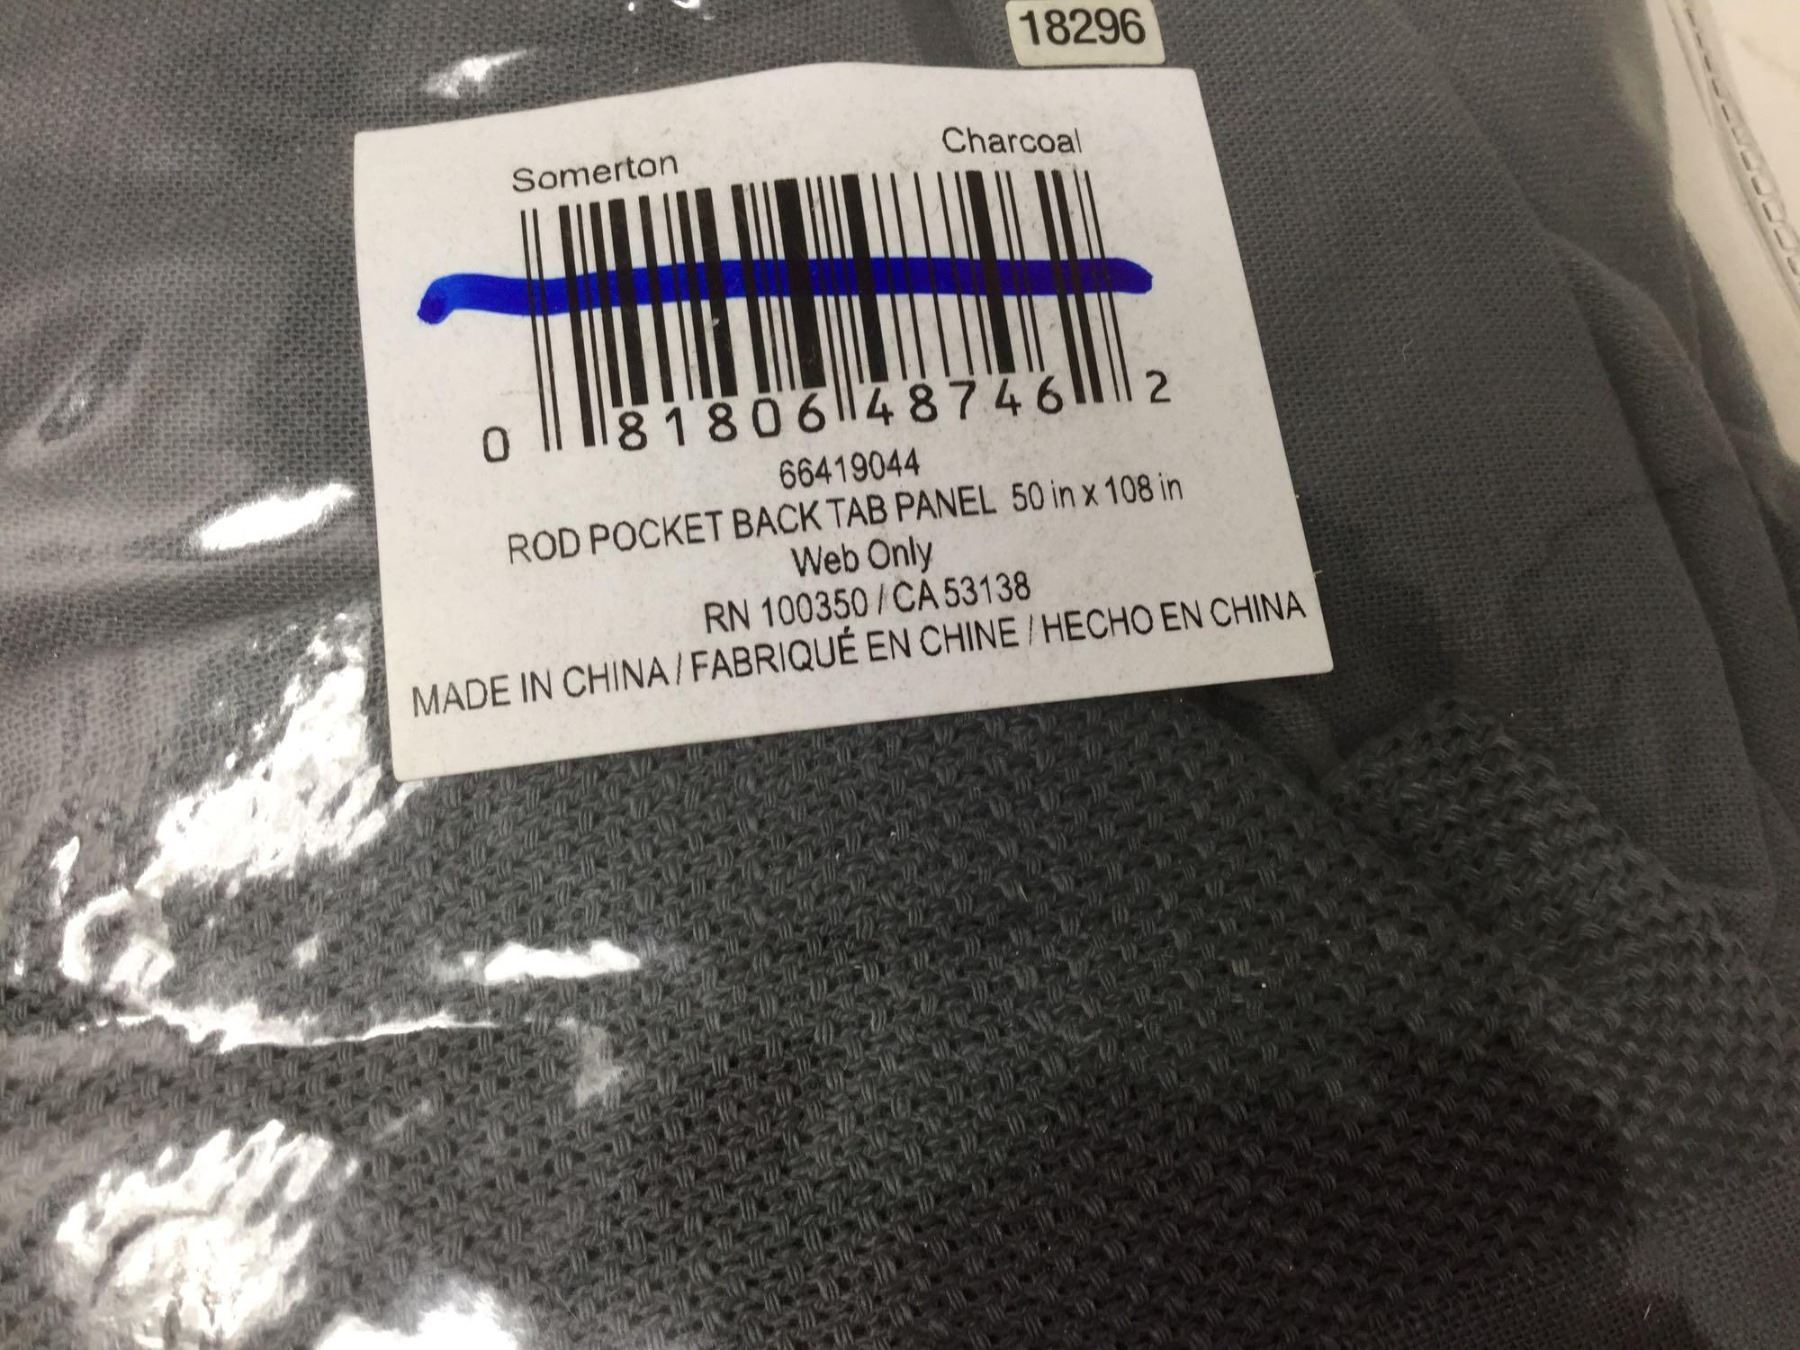 18296
Somerton Charcoal
0 81806 48746 2
66419044
ROD POCKET BACK TAB PANEL 50 in x 108 in
Web Only
RN 100350 / CA 53138
MADE IN CHINA / FABRIQUÉ EN CHINE / HECHO EN CHINA